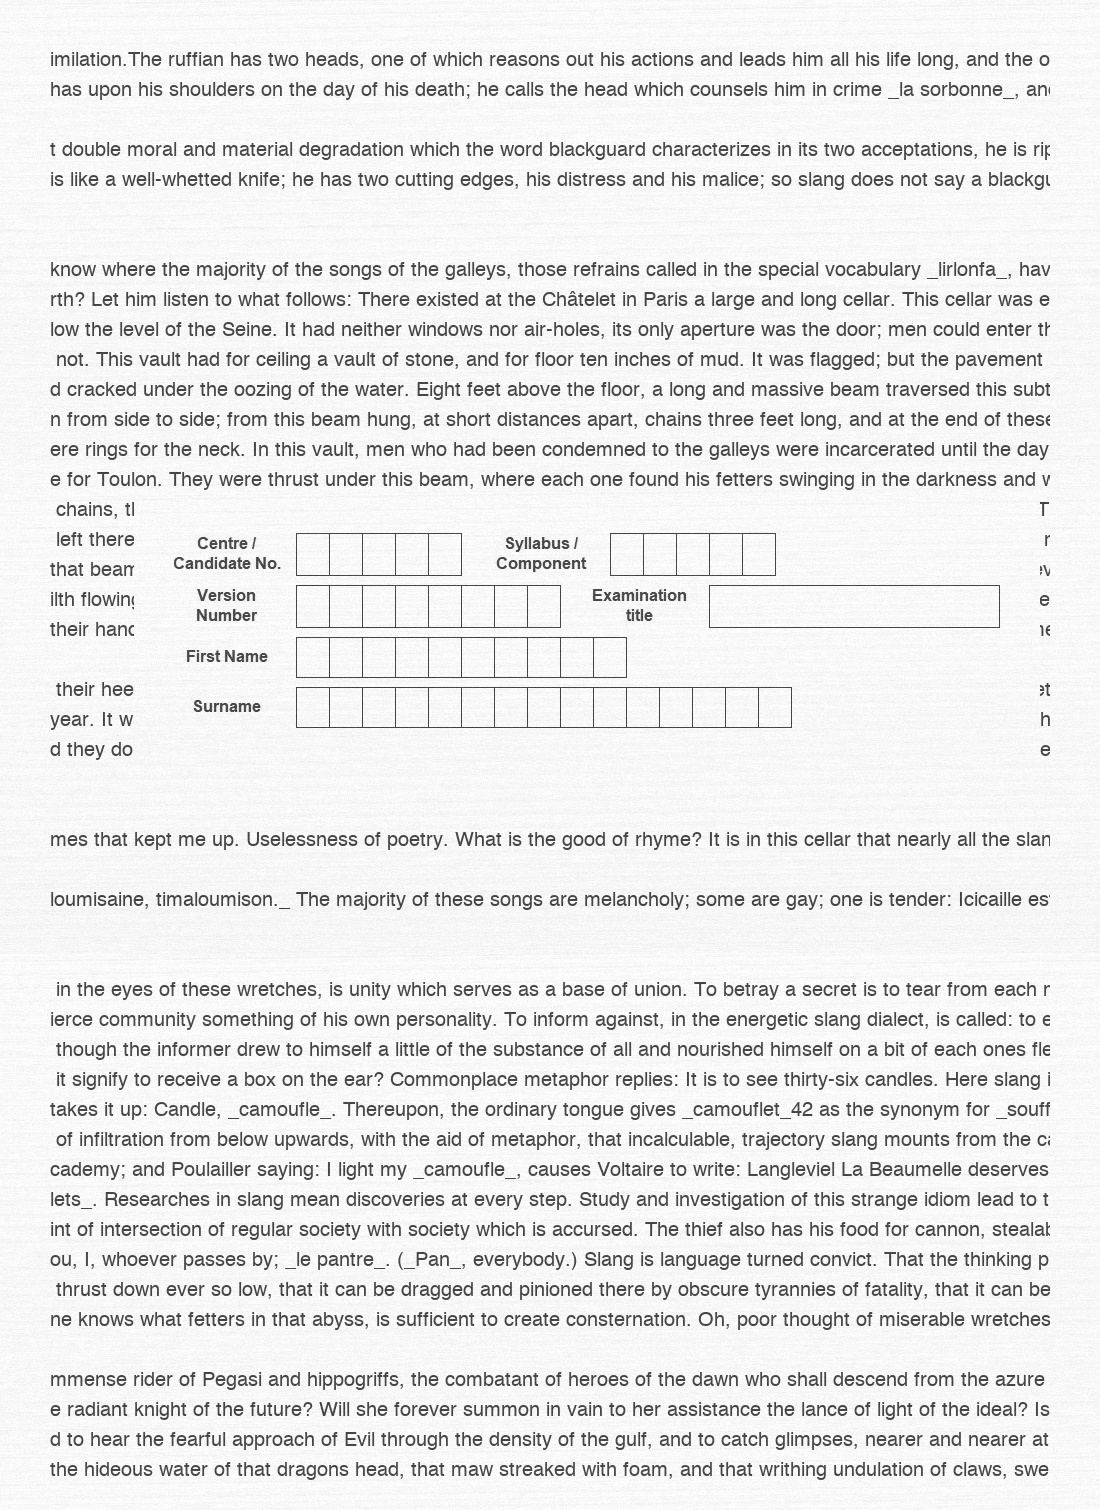 imilation.The ruffian has two heads, one of which reasons out his actions and leads him all his life long, and the o
has upon his shoulders on the day of his death; he calls the head which counsels him in crime _la sorbonne_, and
t double moral and material degradation which the word blackguard characterizes in its two acceptations, he is rip
is like a well-whetted knife; he has two cutting edges, his distress and his malice; so slang does not say a blackgu
know where the majority of the songs of the galleys, those refrains called in the special vocabulary _lirlonfa_, hav
rth? Let him listen to what follows: There existed at the Châtelet in Paris a large and long cellar. This cellar was e
low the level of the Seine. It had neither windows nor air-holes, its only aperture was the door; men could enter th
not. This vault had for ceiling a vault of stone, and for floor ten inches of mud. It was flagged; but the pavement
d cracked under the oozing of the water. Eight feet above the floor, a long and massive beam traversed this subt
n from side to side; from this beam hung, at short distances apart, chains three feet long, and at the end of these
ere rings for the neck. In this vault, men who had been condemned to the galleys were incarcerated until the day
e for Toulon. They were thrust under this beam, where each one found his fetters swinging in the darkness and w
chains, T
left there
that beam
ilth flowing e
their hand
their hee et
year. It w h
d they do e
Centre / Candidate No.
Syllabus / Component
Version Number
Examination title
First Name
Surname
mes that kept me up. Uselessness of poetry. What is the good of rhyme? It is in this cellar that nearly all the slan
loumisaine, timaloumison._ The majority of these songs are melancholy; some are gay; one is tender: Icicaille es
in the eyes of these wretches, is unity which serves as a base of union. To betray a secret is to tear from each
ierce community something of his own personality. To inform against, in the energetic slang dialect, is called: to e
though the informer drew to himself a little of the substance of all and nourished himself on a bit of each ones fle
it signify to receive a box on the ear? Commonplace metaphor replies: It is to see thirty-six candles. Here slang i
takes it up: Candle, _camoufle_. Thereupon, the ordinary tongue gives _camouflet_42 as the synonym for _souff
of infiltration from below upwards, with the aid of metaphor, that incalculable, trajectory slang mounts from the ca
cademy; and Poulailler saying: I light my _camoufle_, causes Voltaire to write: Langleviel La Beaumelle deserves
lets_. Researches in slang mean discoveries at every step. Study and investigation of this strange idiom lead to t
int of intersection of regular society with society which is accursed. The thief also has his food for cannon, stealab
ou, I, whoever passes by; _le pantre_. (_Pan_, everybody.) Slang is language turned convict. That the thinking p
thrust down ever so low, that it can be dragged and pinioned there by obscure tyrannies of fatality, that it can be
ne knows what fetters in that abyss, is sufficient to create consternation. Oh, poor thought of miserable wretches
mmense rider of Pegasi and hippogriffs, the combatant of heroes of the dawn who shall descend from the azure
e radiant knight of the future? Will she forever summon in vain to her assistance the lance of light of the ideal? Is
d to hear the fearful approach of Evil through the density of the gulf, and to catch glimpses, nearer and nearer at
the hideous water of that dragons head, that maw streaked with foam, and that writhing undulation of claws, swe